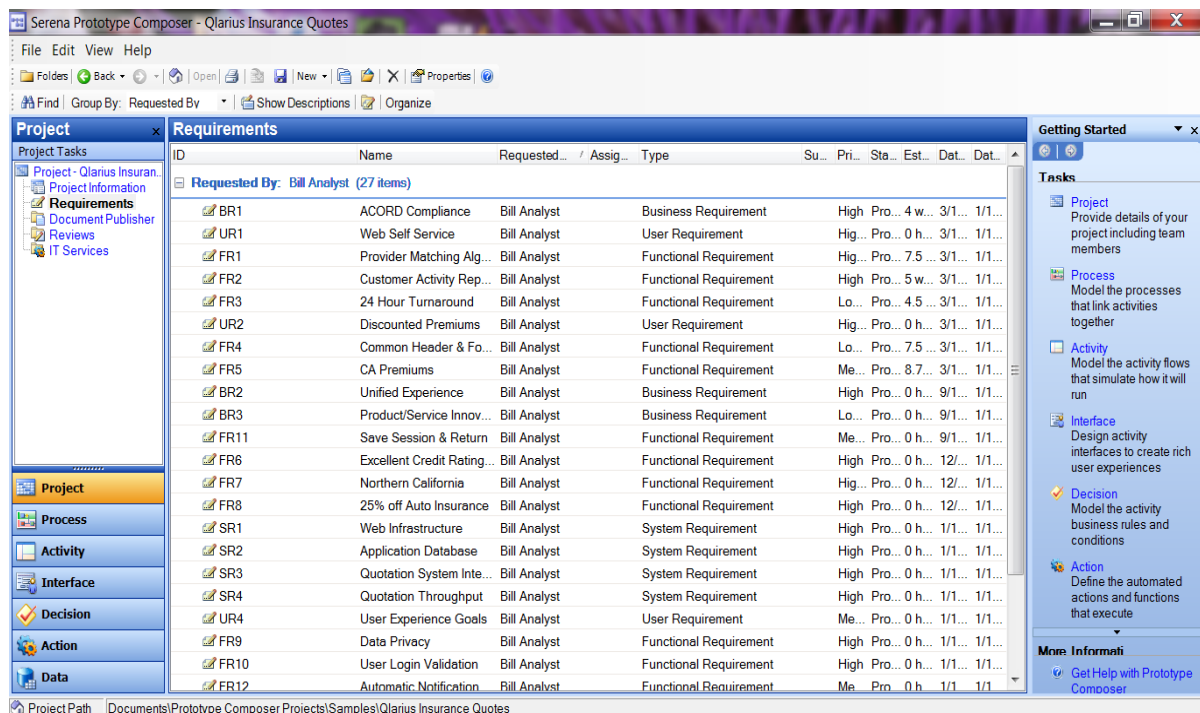 Serena Prototype Composer - Qlarius Insurance Quotes
File Edit View Help
Folders Back Open New Properties
Find Group By: Requested By Show Descriptions Organize
Project x
Project Tasks
Project - Qlarius Insuran...
Project Information
Requirements
Document Publisher
Reviews
IT Services
Project
Process
Activity
Interface
Decision
Action
Data
Requirements
ID Name Requested... / Assig... Type Su... Pri... Sta... Est... Dat... Dat...
Requested By: Bill Analyst (27 items)
BR1 ACORD Compliance Bill Analyst Business Requirement High Pro... 4 w... 3/1... 1/1...
UR1 Web Self Service Bill Analyst User Requirement Hig... Pro... 0 h... 3/1... 1/1...
FR1 Provider Matching Alg... Bill Analyst Functional Requirement Hig... Pro... 7.5 ... 3/1... 1/1...
FR2 Customer Activity Rep... Bill Analyst Functional Requirement High Pro... 5 w... 3/1... 1/1...
FR3 24 Hour Turnaround Bill Analyst Functional Requirement Lo... Pro... 4.5 ... 3/1... 1/1...
UR2 Discounted Premiums Bill Analyst User Requirement Hig... Pro... 0 h... 3/1... 1/1...
FR4 Common Header & Fo... Bill Analyst Functional Requirement Lo... Pro... 7.5 ... 3/1... 1/1...
FR5 CA Premiums Bill Analyst Functional Requirement Me... Pro... 8.7... 3/1... 1/1...
BR2 Unified Experience Bill Analyst Business Requirement High Pro... 0 h... 9/1... 1/1...
BR3 Product/Service Innov... Bill Analyst Business Requirement Lo... Pro... 0 h... 9/1... 1/1...
FR11 Save Session & Return Bill Analyst Functional Requirement Me... Pro... 0 h... 9/1... 1/1...
FR6 Excellent Credit Rating... Bill Analyst Functional Requirement High Pro... 0 h... 12/... 1/1...
FR7 Northern California Bill Analyst Functional Requirement Hig... Pro... 0 h... 12/... 1/1...
FR8 25% off Auto Insurance Bill Analyst Functional Requirement High Pro... 0 h... 12/... 1/1...
SR1 Web Infrastructure Bill Analyst System Requirement High Pro... 0 h... 1/1... 1/1...
SR2 Application Database Bill Analyst System Requirement High Pro... 0 h... 1/1... 1/1...
SR3 Quotation System Inte... Bill Analyst System Requirement High Pro... 0 h... 1/1... 1/1...
SR4 Quotation Throughput Bill Analyst System Requirement High Pro... 0 h... 1/1... 1/1...
UR4 User Experience Goals Bill Analyst User Requirement Me... Pro... 0 h... 1/1... 1/1...
FR9 Data Privacy Bill Analyst Functional Requirement High Pro... 0 h... 1/1... 1/1...
FR10 User Login Validation Bill Analyst Functional Requirement High Pro... 0 h... 1/1... 1/1...
FR12 Automatic Notification Bill Analyst Functional Requirement Me... Pro... 0 h... 1/1... 1/1...
Getting Started x
Tasks
Project
Provide details of your
project including team
members
Process
Model the processes
that link activities
together
Activity
Model the activity flows
that simulate how it will
run
Interface
Design activity
interfaces to create rich
user experiences
Decision
Model the activity
business rules and
conditions
Action
Define the automated
actions and functions
that execute
More Informati
Get Help with Prototype
Composer
Project Path Documents\Prototype Composer Projects\Samples\Qlarius Insurance Quotes